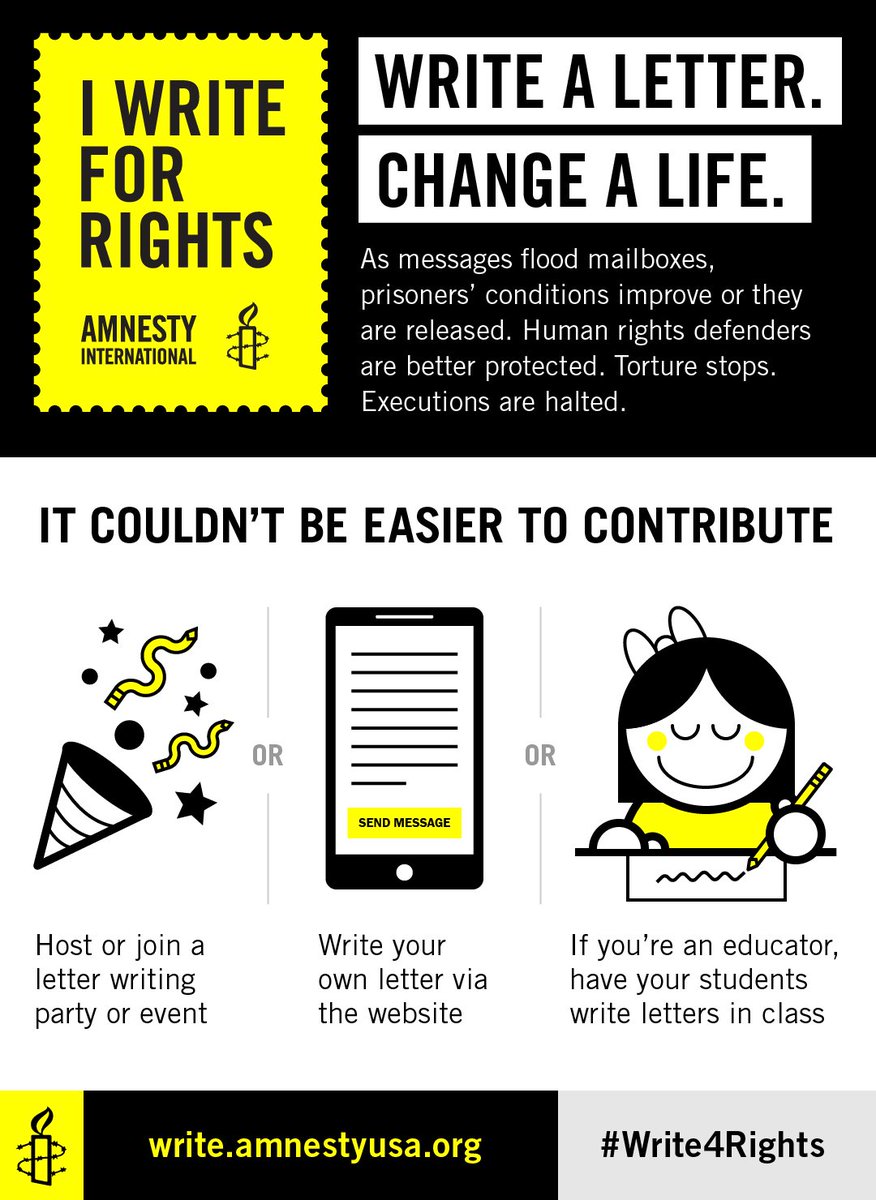 I WRITE
FOR
RIGHTS
AMNESTY
INTERNATIONAL
WRITE A LETTER.
CHANGE A LIFE.
As messages flood mailboxes,
prisoners’ conditions improve or they
are released. Human rights defenders
are better protected. Torture stops.
Executions are halted.
IT COULDN’T BE EASIER TO CONTRIBUTE
OR
SEND MESSAGE
OR
Host or join a
letter writing
party or event
Write your
own letter via
the website
If you’re an educator,
have your students
write letters in class
write.amnestyusa.org
#Write4Rights